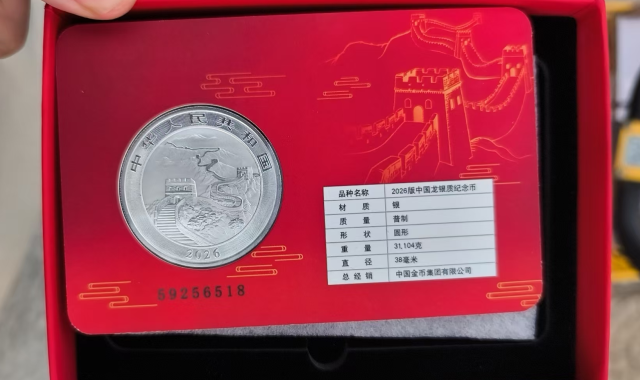 中华人民共和国
2026
69256518
品种名称 2026版中国龙银质纪念币
材 质 银
质 量 普制
形 状 圆形
重 量 31,104克
直 径 38毫米
总 经 销 中国金币集团有限公司